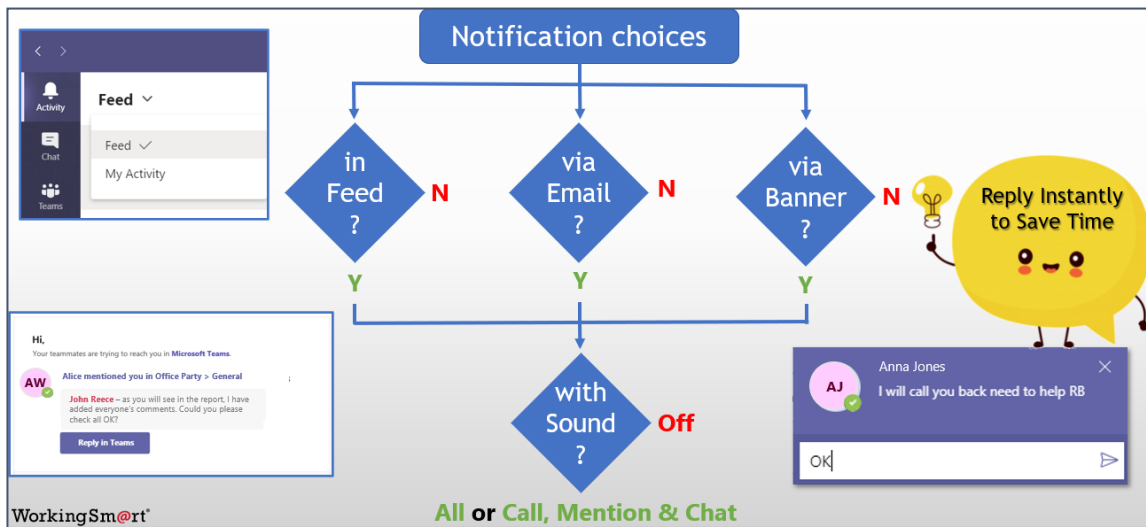 Notification choices
Feed
Activity
Feed
Chat
My Activity
Teams
in
Feed
?
N
Y
via
Email
?
N
Y
via
Banner
?
N
Y
Reply Instantly
to Save Time
Hi,
Your teammates are trying to reach you in Microsoft Teams.
AW
Alice mentioned you in Office Party > General
John Reece – as you will see in the report, I have
added everyone's comments. Could you please
check all OK?
Reply in Teams
with
Sound
?
Off
Anna Jones
AJ
I will call you back need to help RB
OK
WorkingSm@rt®
All or Call, Mention & Chat